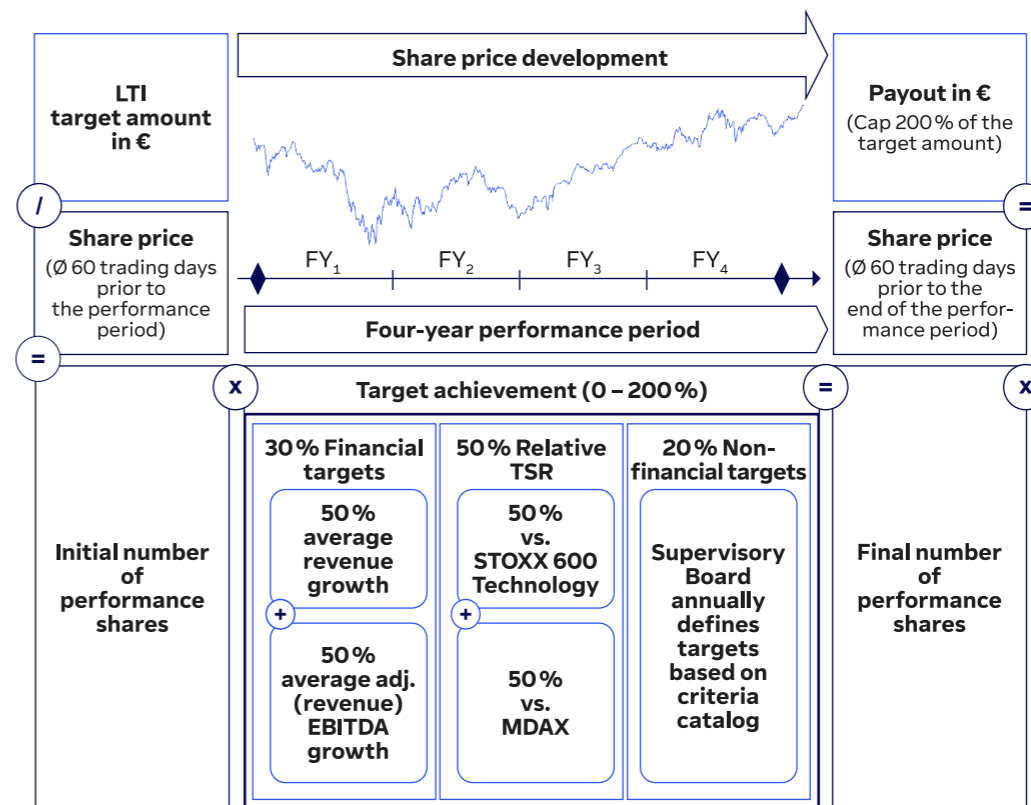 Share price development
LTI
target amount
in €
Payout in €
(Cap 200 % of the
target amount)
/
=
Share price
(Ø 60 trading days
prior to
the performance
period)
FY1
FY2
FY3
FY4
Share price
(Ø 60 trading days
prior to the
end of the perfor-
mance period)
Four-year performance period
=
x
Target achievement (0 – 200 %)
=
x
Initial number
of
performance
shares
30 % Financial
targets
50 %
average
revenue
growth
+
50 %
average adj.
(revenue)
EBITDA
growth
50 % Relative
TSR
50 %
vs.
STOXX 600
Technology
+
50 %
vs.
MDAX
20 % Non-
financial targets
Supervisory
Board
annually
defines
targets
based on
criteria
catalog
Final number
of
performance
shares